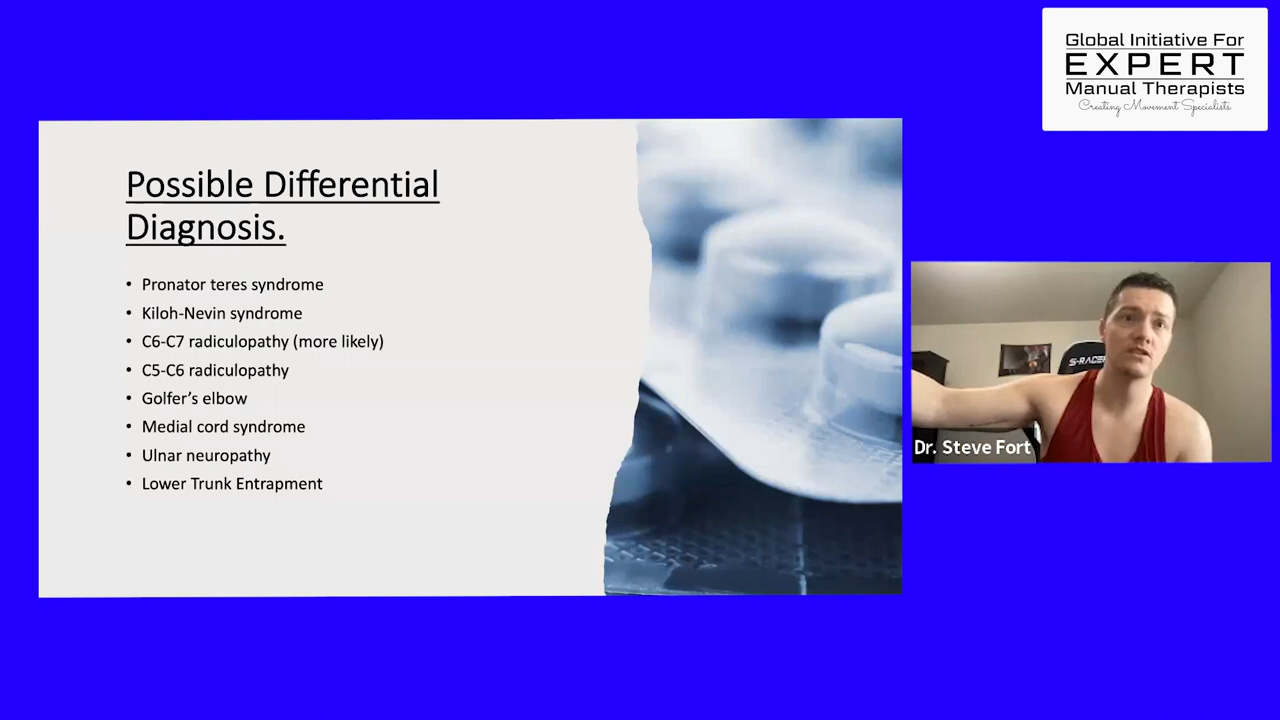 Global Initiative For
EXPERT
Manual Therapists
Creating Movement Specialists
Possible Differential
Diagnosis.
• Pronator teres syndrome
• Kiloh-Nevin syndrome
• C6-C7 radiculopathy (more likely)
• C5-C6 radiculopathy
• Golfer’s elbow
• Medial cord syndrome
• Ulnar neuropathy
• Lower Trunk Entrapment
S-RACER
Dr. Steve Fort